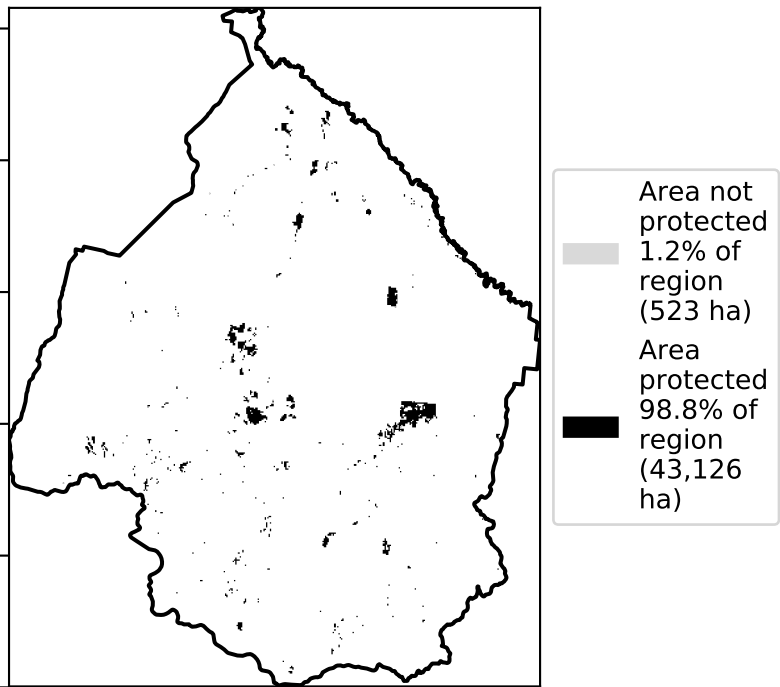 Area not
protected
1.2% of
region
(523 ha)
Area
protected
98.8% of
region
(43,126
ha)